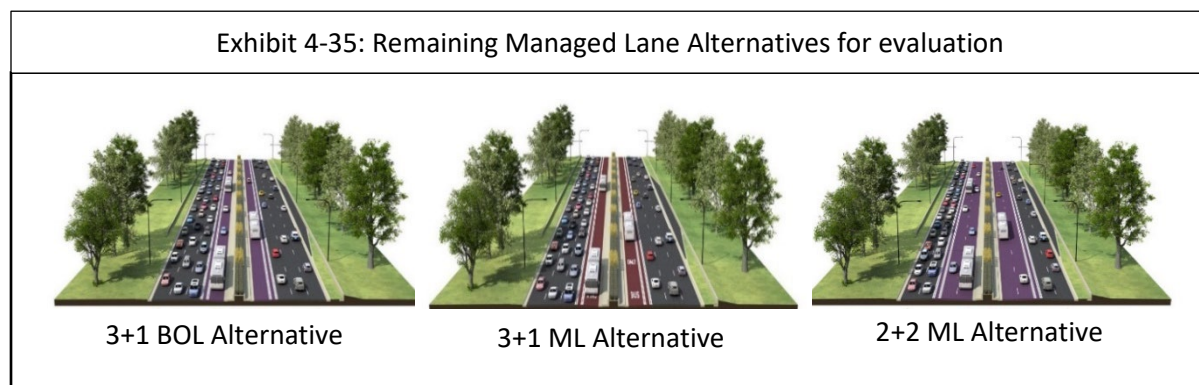 Exhibit 4-35: Remaining Managed Lane Alternatives for evaluation
3+1 BOL Alternative
3+1 ML Alternative
2+2 ML Alternative